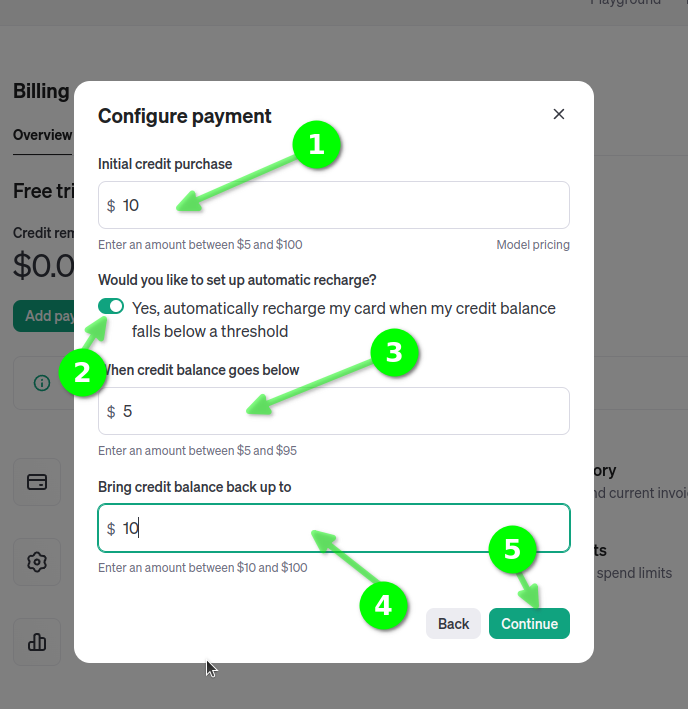 Playground
Billing
Overview
Free tri
Credit rem
$0.0
Add pay
Configure payment
1
Initial credit purchase
$ 10
Enter an amount between $5 and $100
Model pricing
Would you like to set up automatic recharge?
Yes, automatically recharge my card when my credit balance
falls below a threshold
2
3
When credit balance goes below
$ 5
Enter an amount between $5 and $95
Bring credit balance back up to
$ 10
Enter an amount between $10 and $100
4
5
Back
Continue
ory
nd current invoi
ts
spend limits